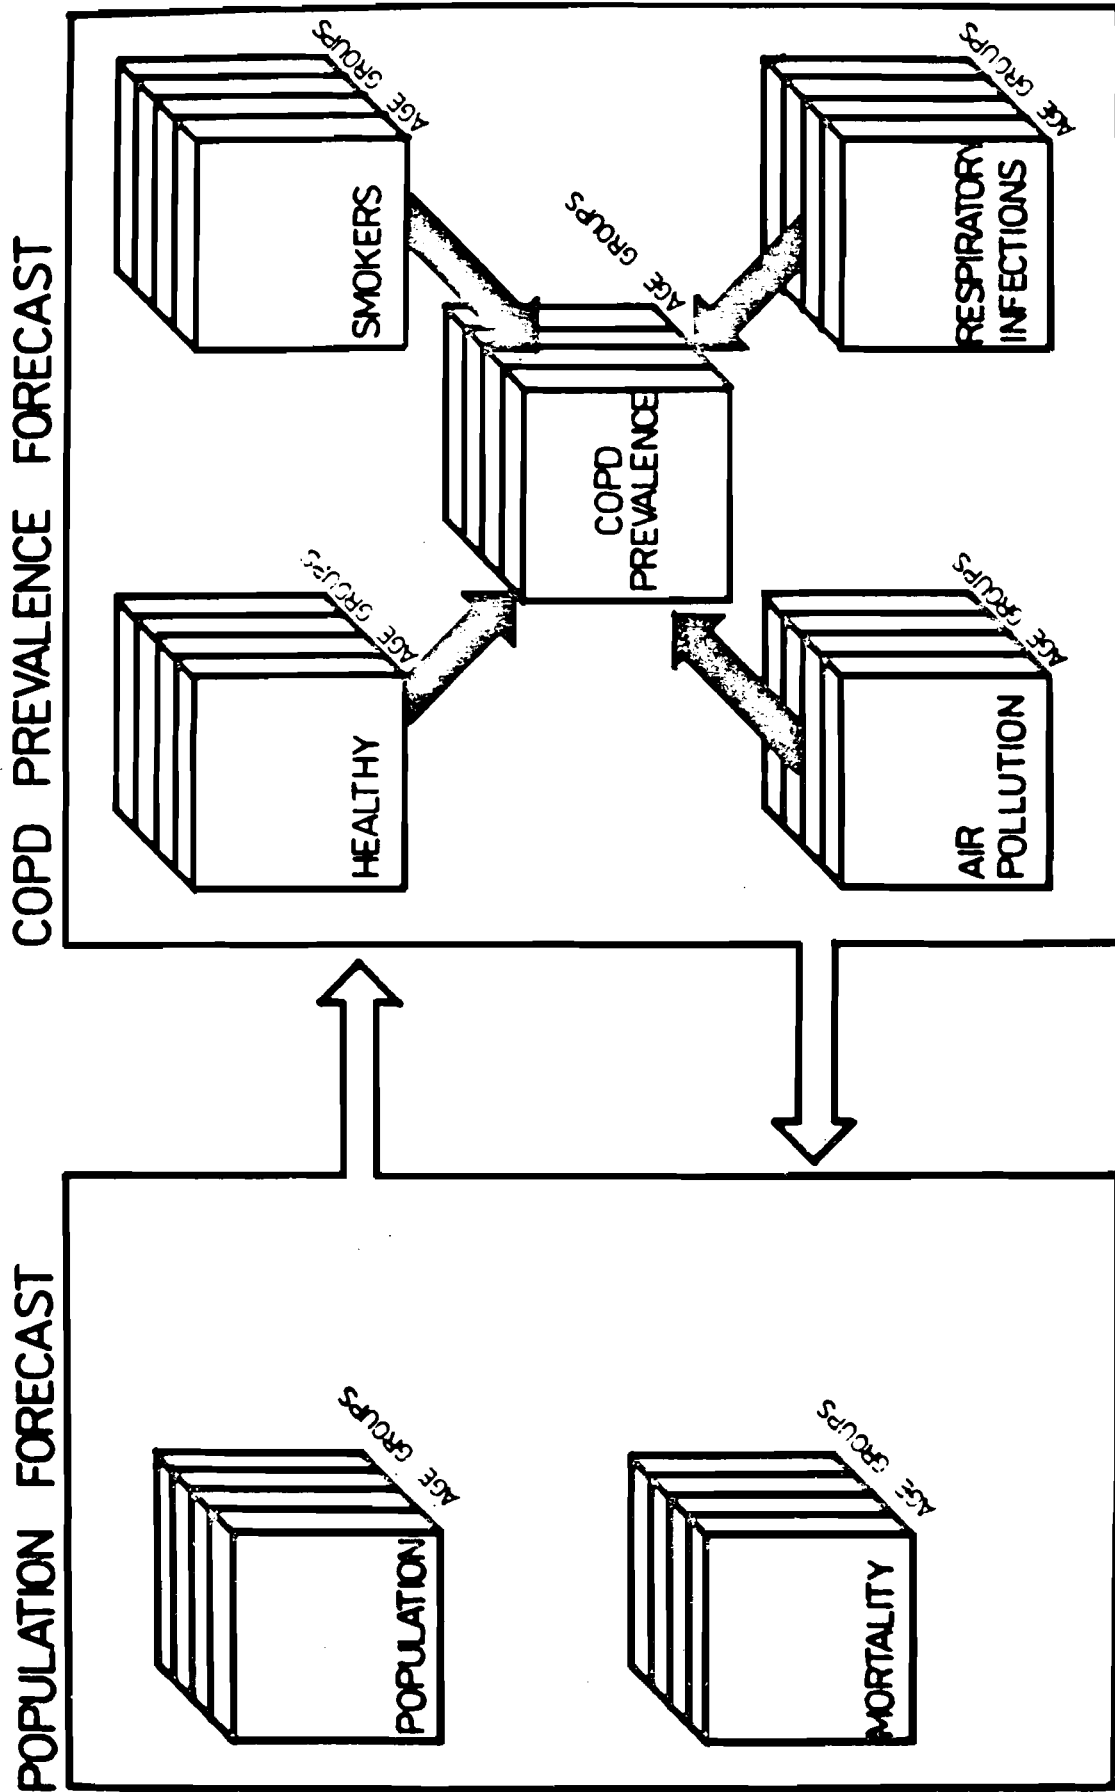 POPULATION FORECAST
POPULATION
AGE GROUPS
MORTALITY
AGE GROUPS
COPD PREVALENCE FORECAST
HEALTHY
AGE GROUPS
SMOKERS
AGE GROUPS
COPD
PREVALENCE
AGE GROUPS
AIR
POLLUTION
AGE GROUPS
RESPIRATORY
INFECTIONS
AGE GROUPS